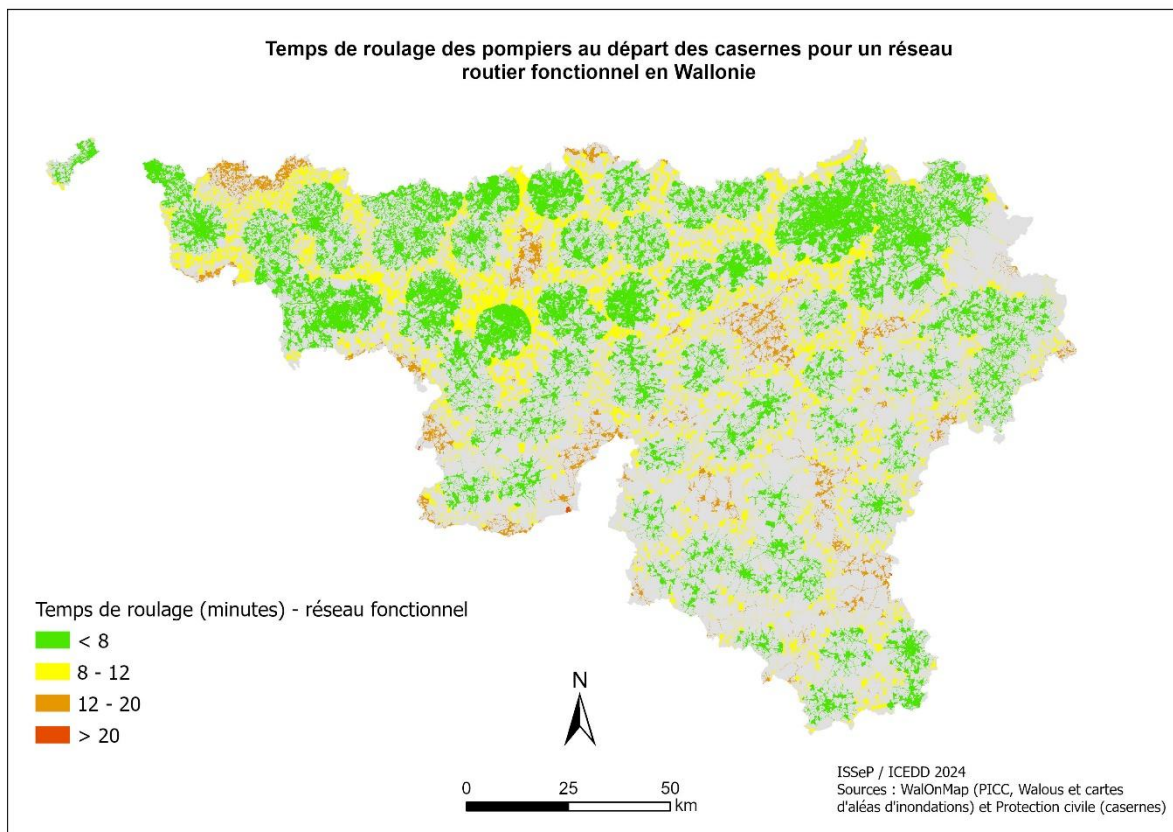 Temps de roulage des pompiers au départ des casernes pour un réseau
routier fonctionnel en Wallonie
Temps de roulage (minutes) - réseau fonctionnel
< 8
8 - 12
12 - 20
> 20
N
0 25 50
km
ISSeP / ICEDD 2024
Sources : WalOnMap (PICC, Walous et cartes
d'aléas d'inondations) et Protection civile (casernes)